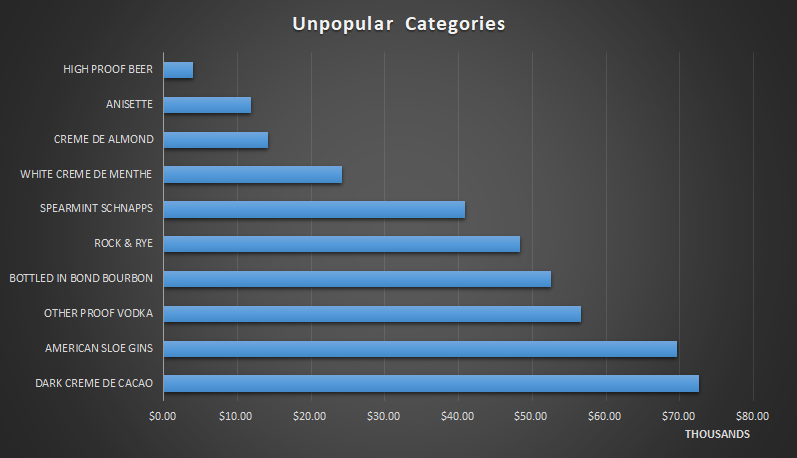 Unpopular Categories
HIGH PROOF BEER
ANISETTE
CREME DE ALMOND
WHITE CREME DE MENTHE
SPEARMINT SCHNAPPS
ROCK & RYE
BOTTLED IN BOND BOURBON
OTHER PROOF VODKA
AMERICAN SLOE GINS
DARK CREME DE CACAO
$0.00 $10.00 $20.00 $30.00 $40.00 $50.00 $60.00 $70.00 $80.00
THOUSANDS